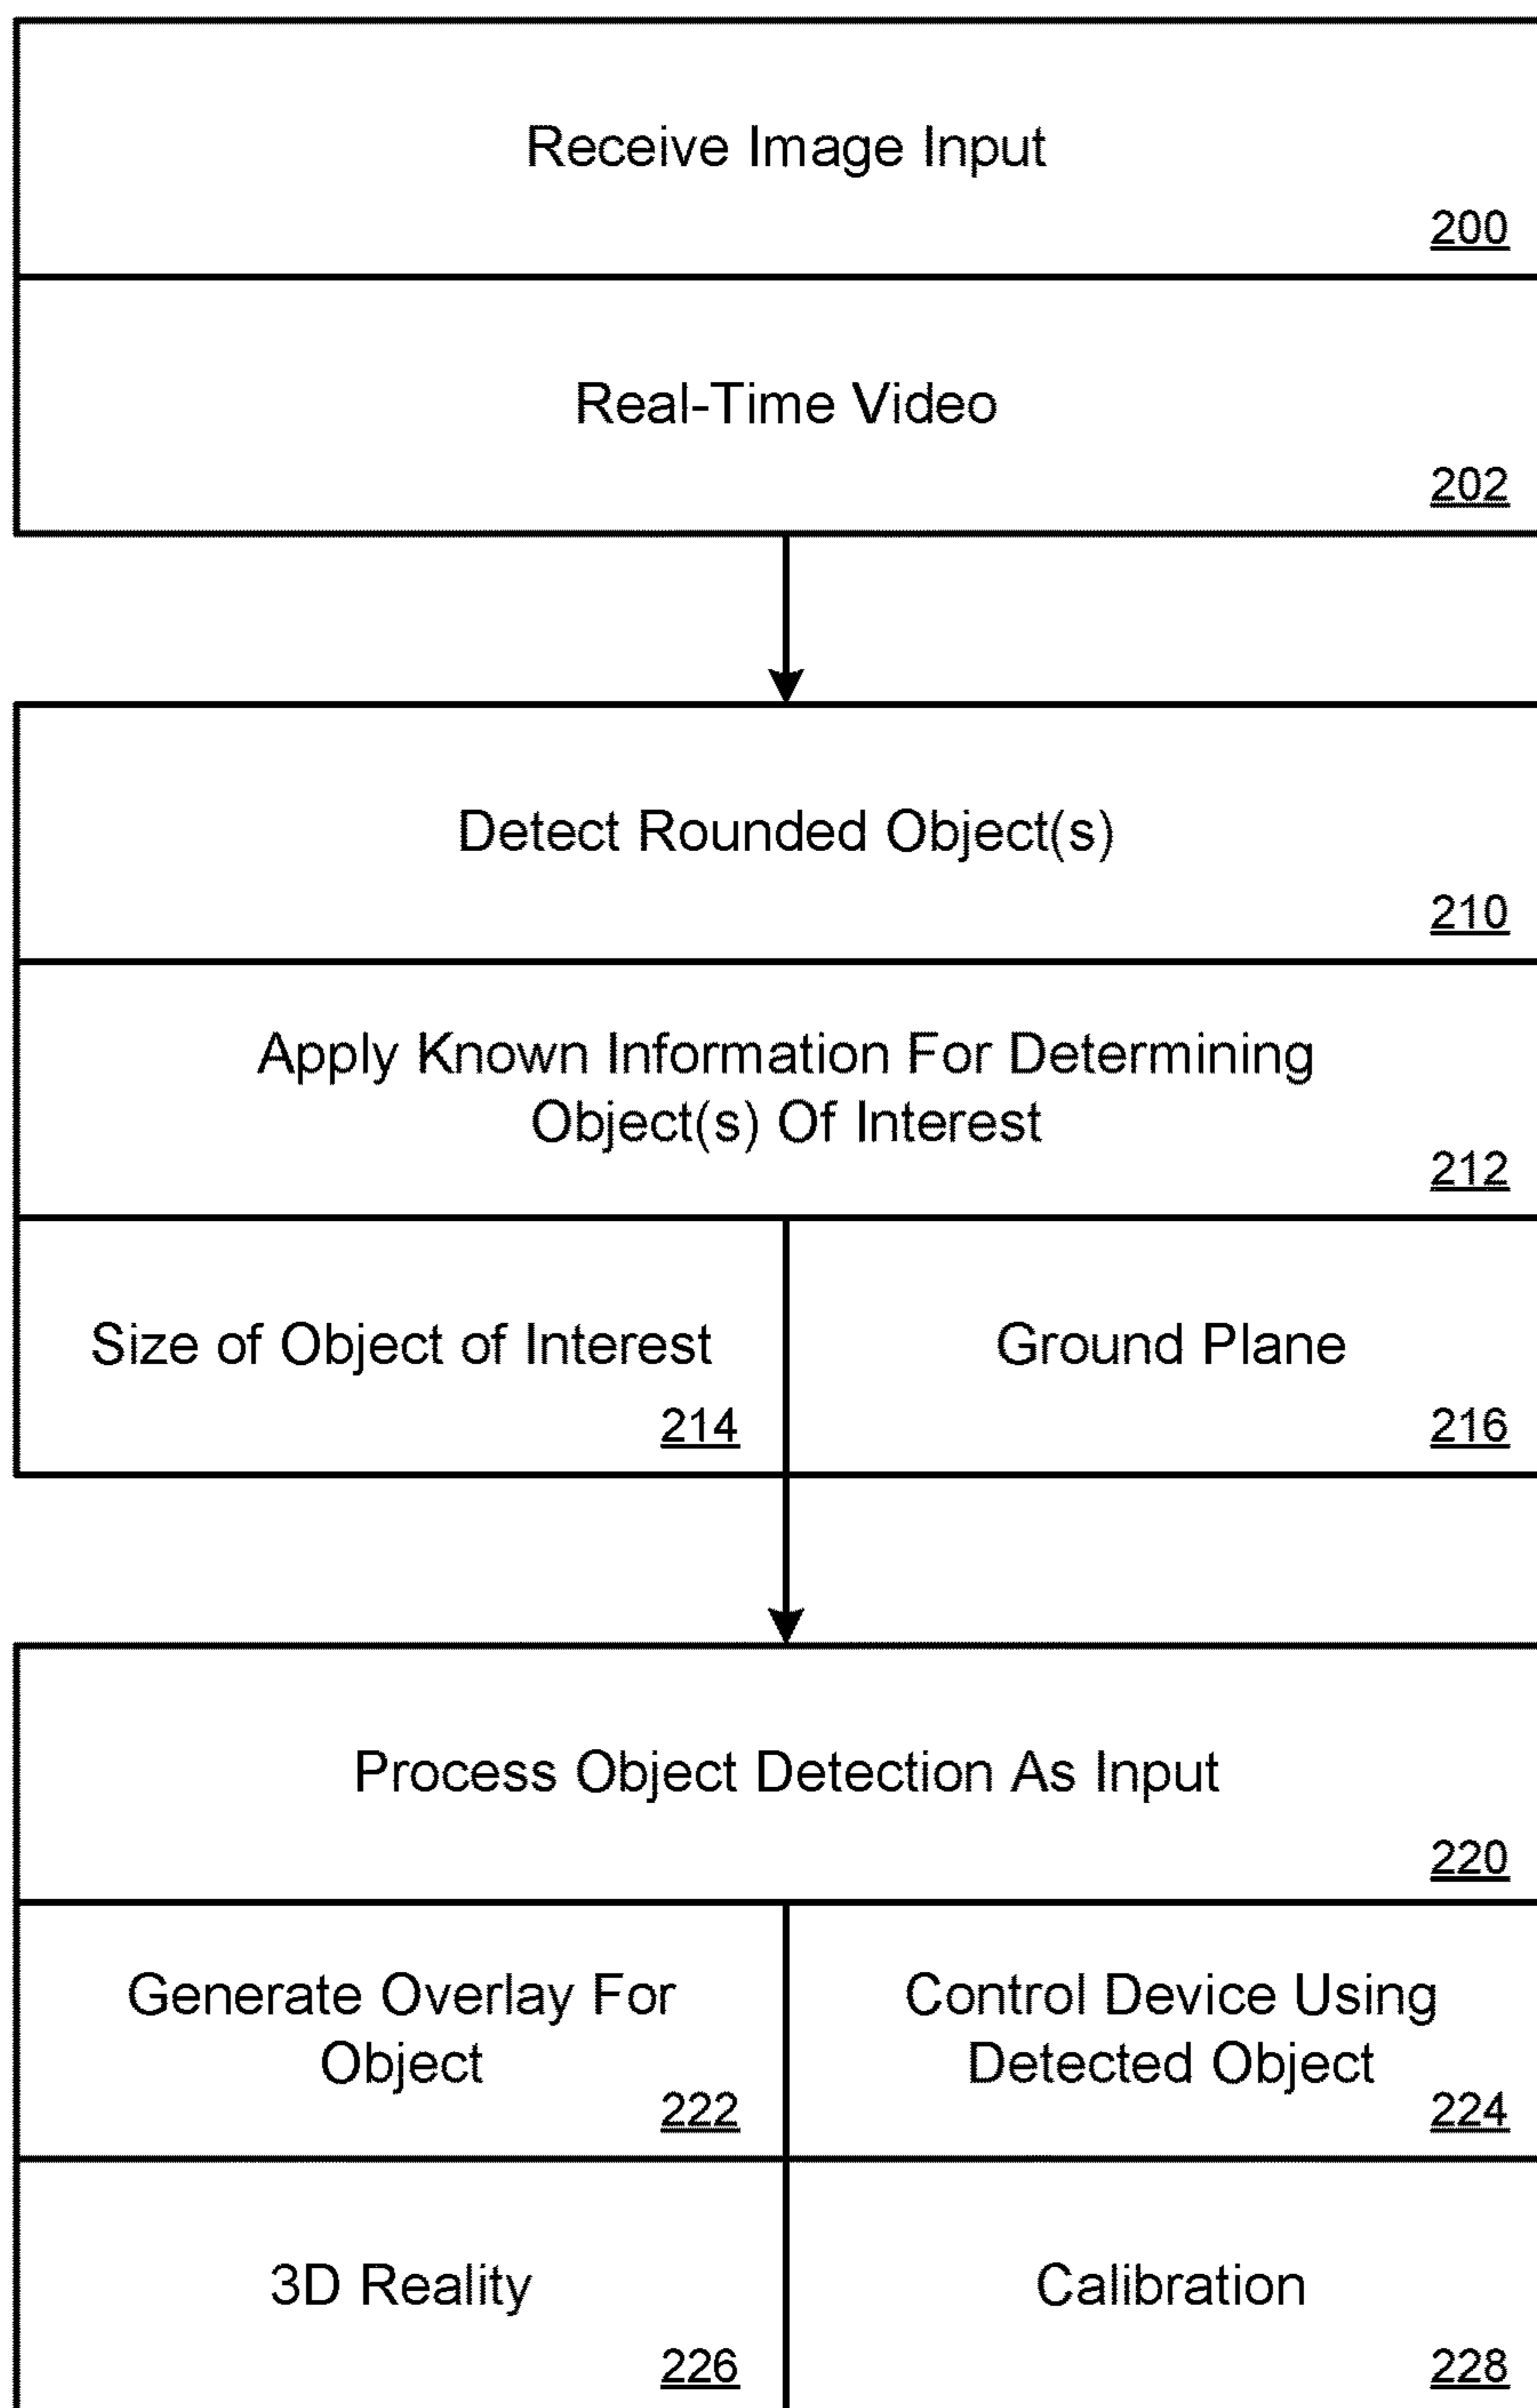 Receive Image Input
200
Real-Time Video
202
Detect Rounded Object(s)
210
Apply Known Information For Determining
Object(s) Of Interest
212
Size of Object of Interest
214
Ground Plane
216
Process Object Detection As Input
220
Generate Overlay For
Object
222
Control Device Using
Detected Object
224
3D Reality
226
Calibration
228